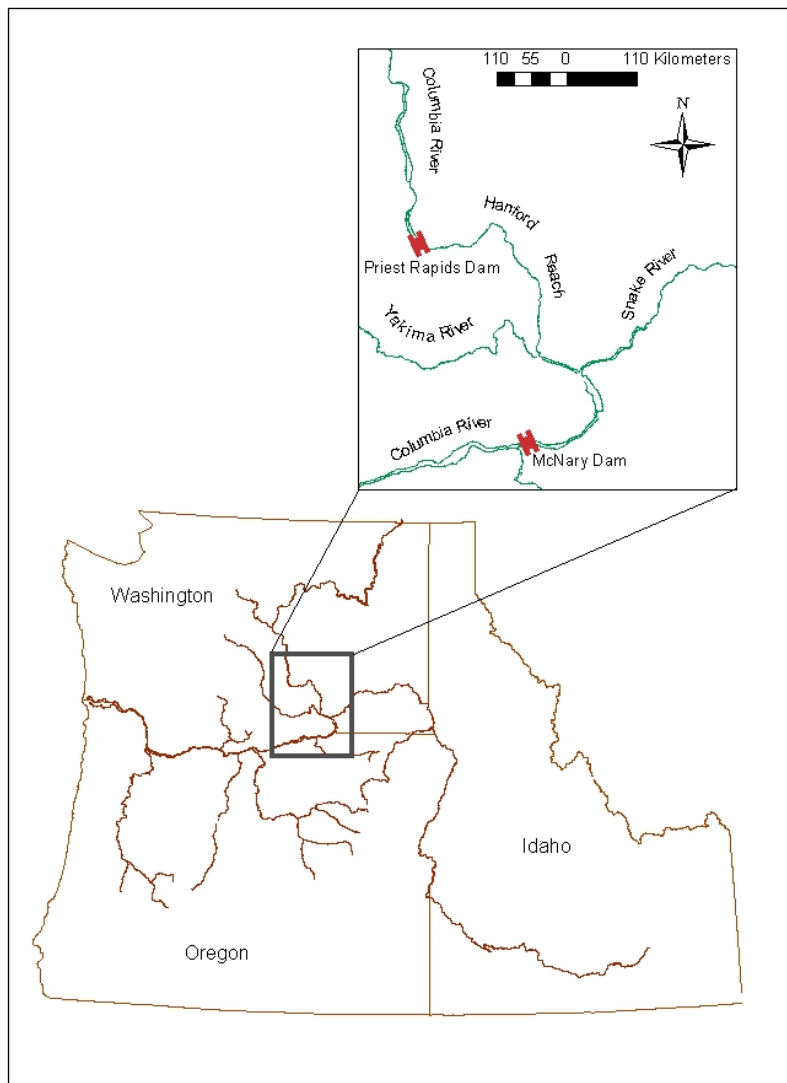 110 55 0 110 Kilometers
Columbia River
N
Hanford
Reach
Priest Rapids Dam
Snake River
Yakima River
Columbia River
McNary Dam
Washington
Idaho
Oregon